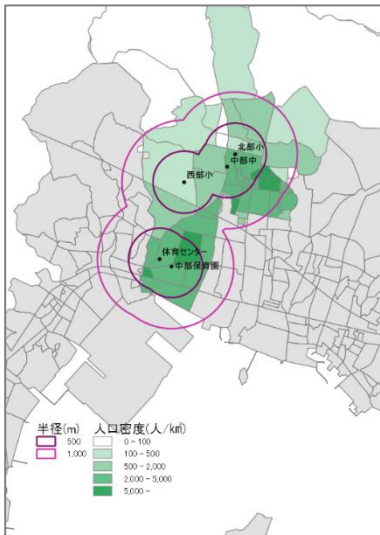 北部小
中部中
西部小
体育センター
中部保育園
半径(m)
500
1,000
人口密度(人/k㎡)
0 - 100
100 - 500
500 - 2,000
2,000 - 5,000
5,000 -